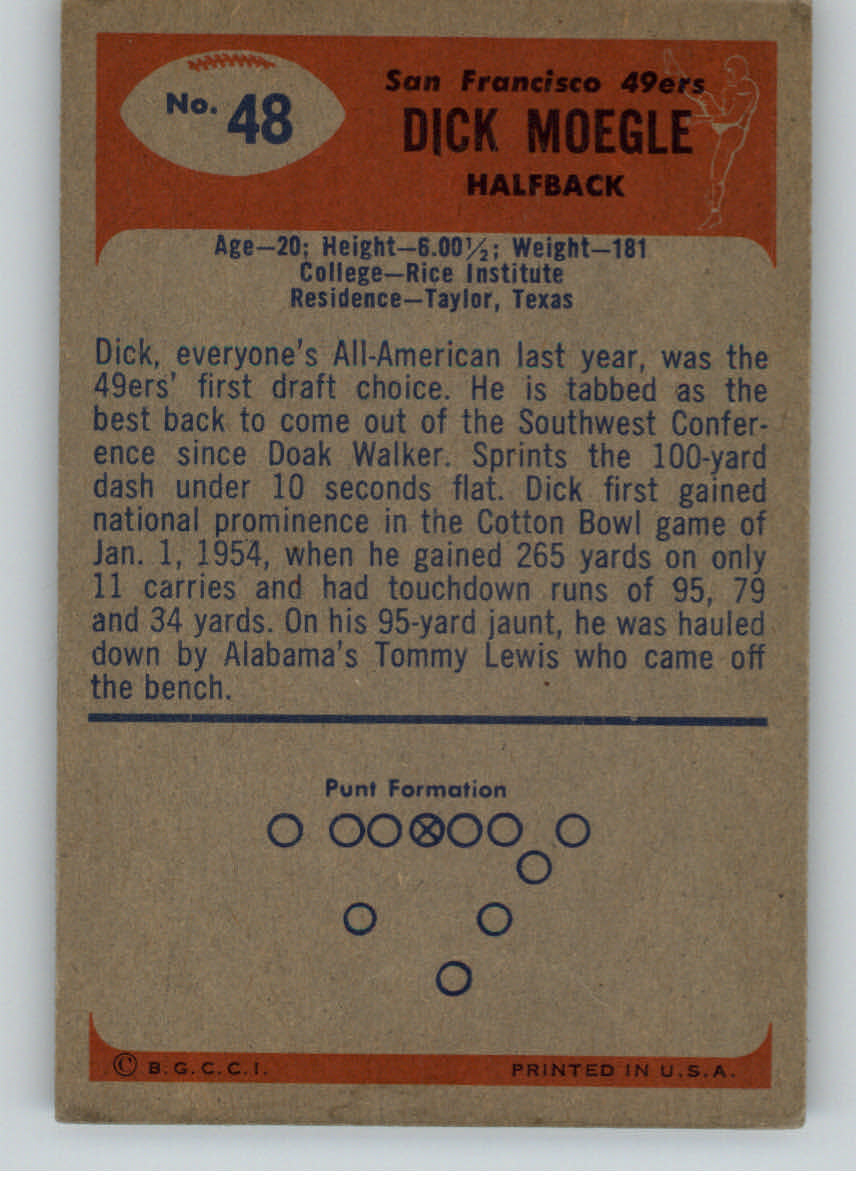 No. 48
San Francisco 49ers
DICK MOEGLE
HALFBACK
Age—20; Height—6.00½; Weight—181
College—Rice Institute
Residence—Taylor, Texas
Dick, everyone's All-American last year, was the
49ers' first draft choice. He is tabbed as the
best back to come out of the Southwest Confer-
ence since Doak Walker. Sprints the 100-yard
dash under 10 seconds flat. Dick first gained
national prominence in the Cotton Bowl game of
Jan. 1, 1954, when he gained 265 yards on only
11 carries and had touchdown runs of 95, 79
and 34 yards. On his 95-yard jaunt, he was hauled
down by Alabama's Tommy Lewis who came off
the bench.
Punt Formation
© B.G.C.C.I.
PRINTED IN U.S.A.